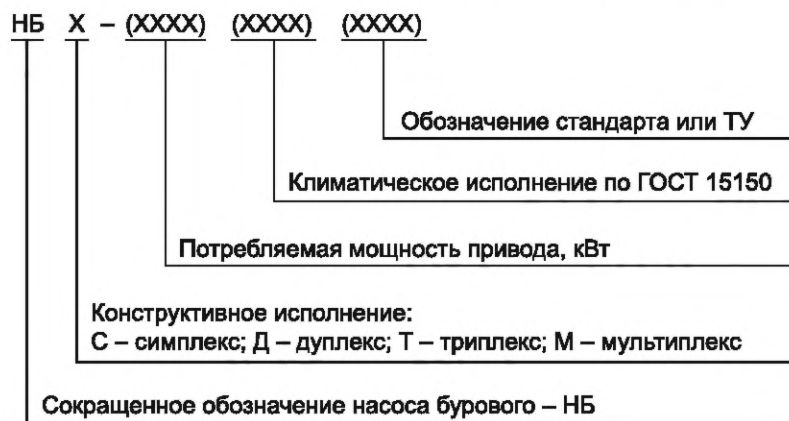 НБ Х – (ХХХХ) (ХХХХ) (ХХХХ)
Обозначение стандарта или ТУ
Климатическое исполнение по ГОСТ 15150
Потребляемая мощность привода, кВт
Конструктивное исполнение:
С – симплекс; Д – дуплекс; Т – триплекс; М – мультиплекс
Сокращенное обозначение насоса бурового – НБ